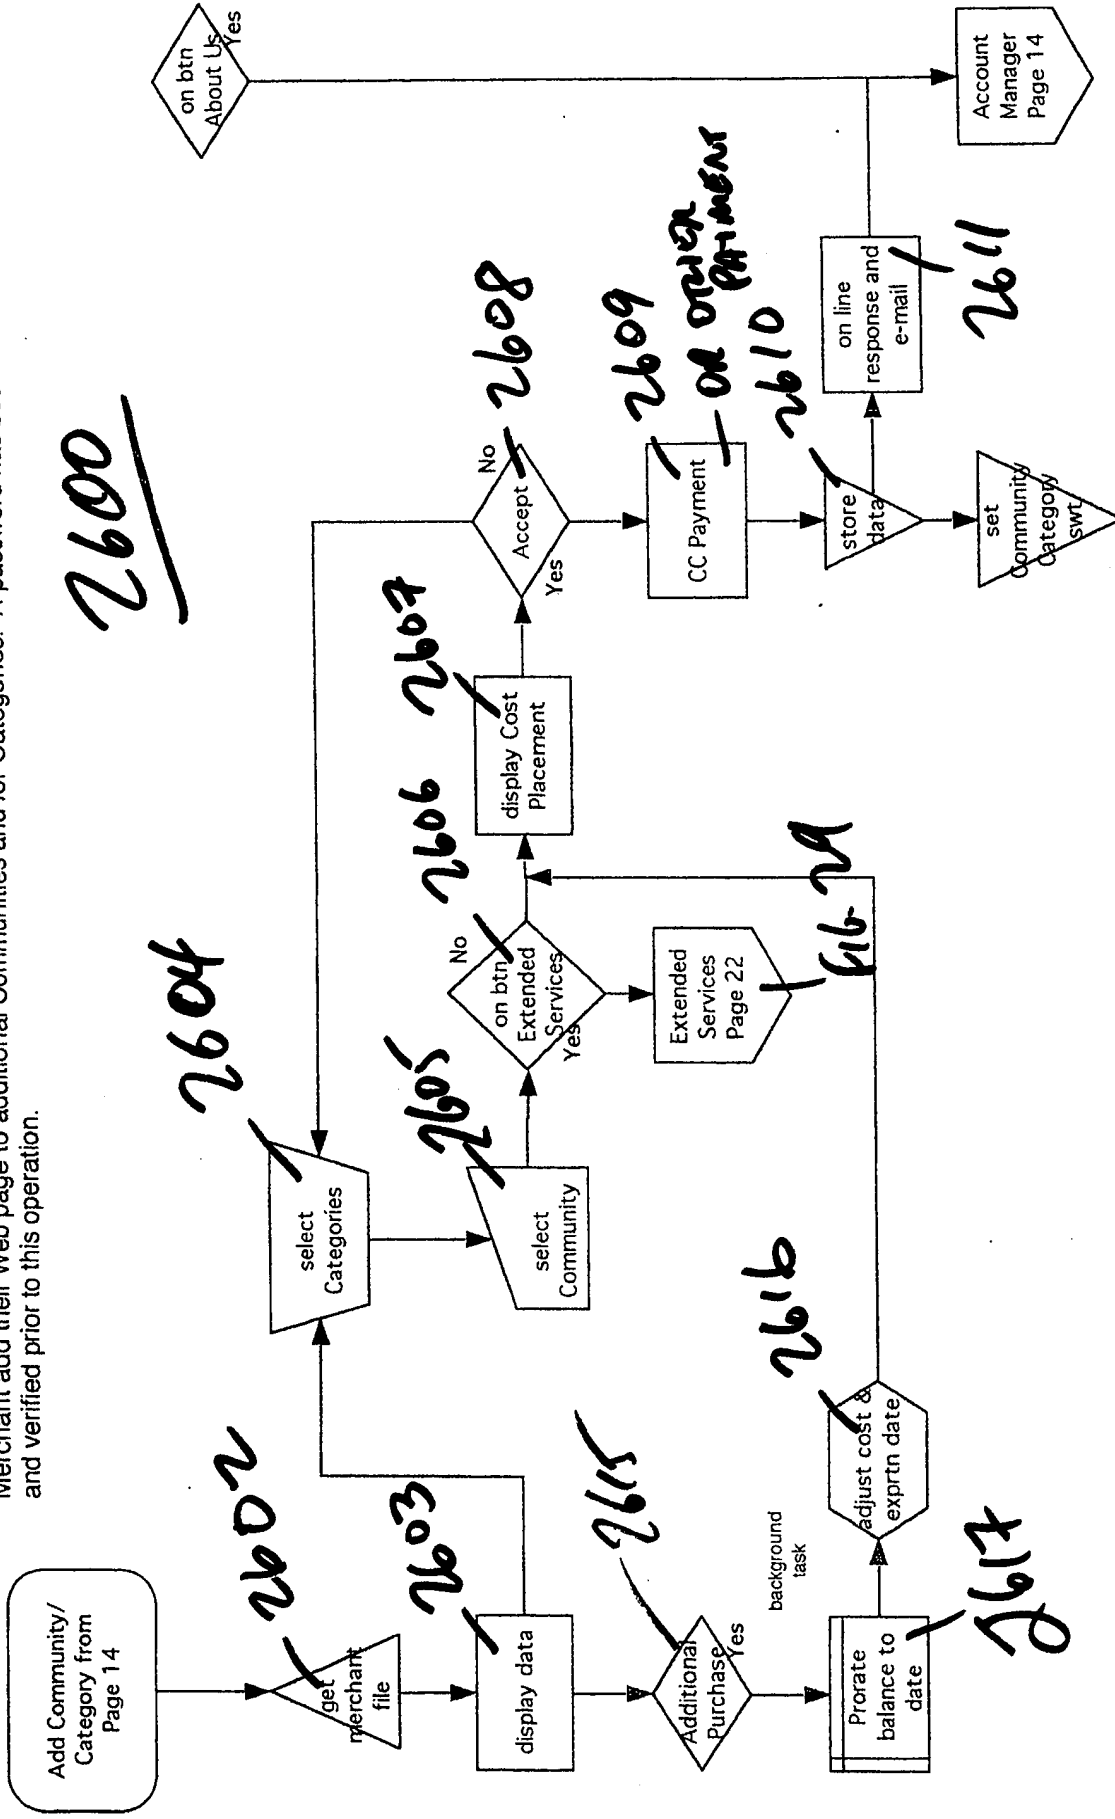 Merchant add their Web page to additional Communities and /or Categories.
and verified prior to this operation.
2600
Add Community/
Category from
Page 14
2602
get
merchant
file
2603
display data
2615
Additional
Purchase
Yes
background
task
Prorate
balance to
date
2617
adjust cost &
exprtn date
2616
2604
select
Categories
2605
select
Community
2606
on btn
Extended
Services
No
Yes
Extended
Services
Page 22
FIG 29
2607
display Cost
Placement
2608
Accept
No
Yes
2609
CC Payment
OR OTHER
PAYMENT
2610
store
data
set
Community
Category
swt
on line
response and
e-mail
2611
on btn
About Us
Yes
Account
Manager
Page 14